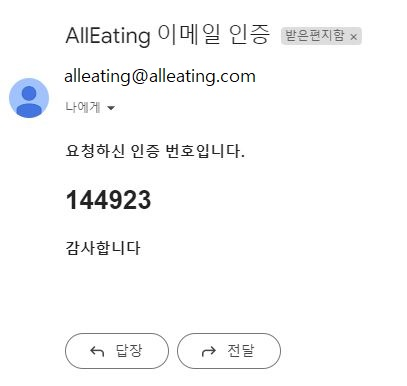 AllEating 이메일 인증 받은편지함 ×
alleating@alleating.com
나에게
요청하신 인증 번호입니다.
144923
감사합니다
답장 전달